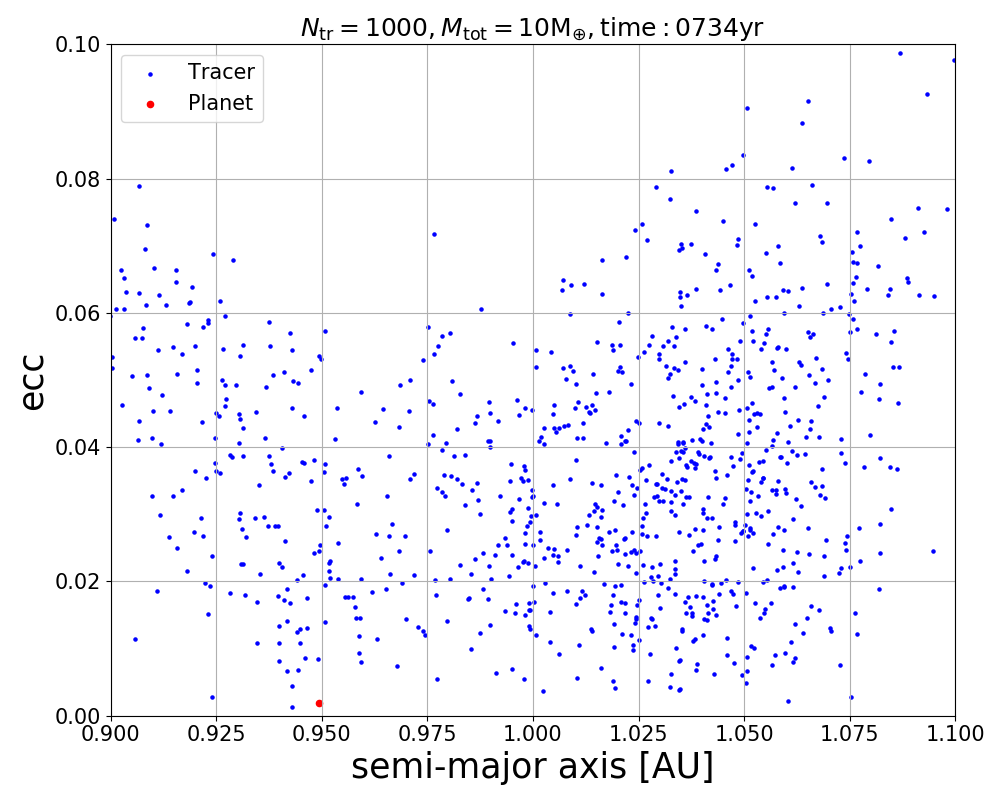 N_tr = 1000, M_tot = 10M_⊕, time : 0734yr
Tracer
Planet
0.10
0.08
0.06
0.04
0.02
0.00
ecc
0.900 0.925 0.950 0.975 1.000 1.025 1.050 1.075 1.100
semi-major axis [AU]